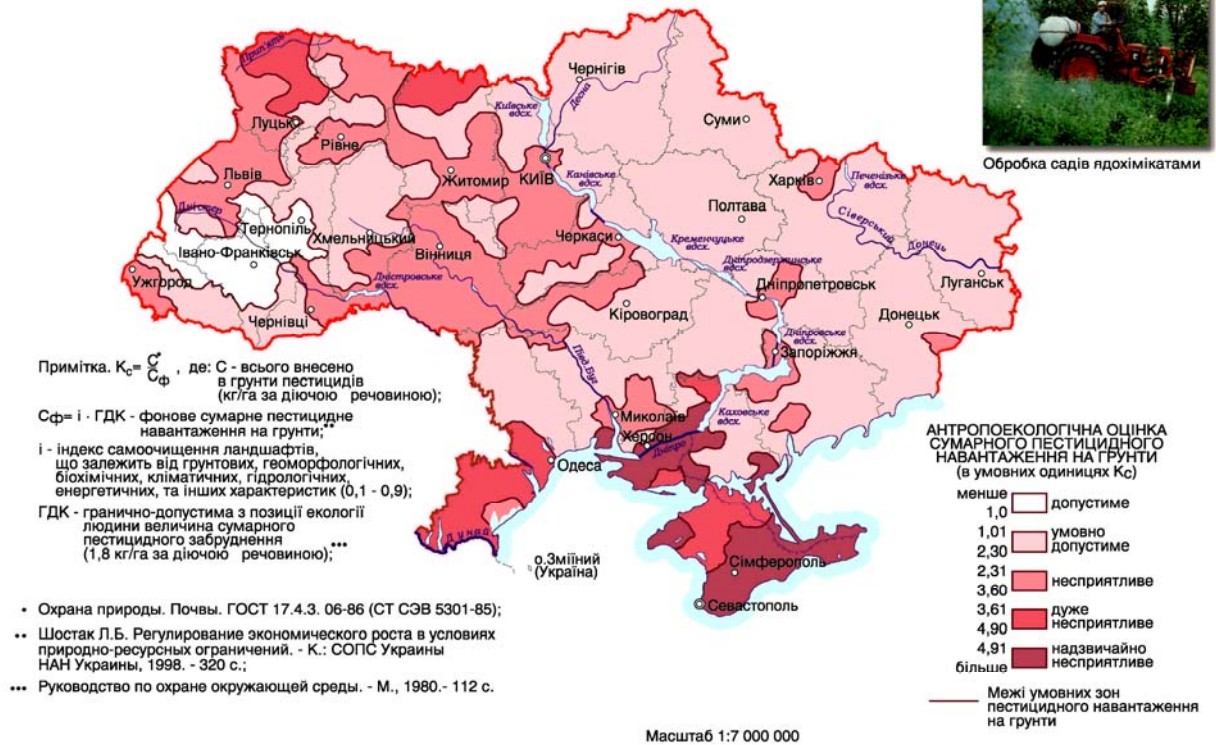 Обробка садів ядохімікатами
Прип'ять
Чернігів
Десна
Київське
вдсх.
Суми
Луцьк
Рівне
Житомир
КИЇВ
Львів
Канівське
вдсх.
Харків
Печенізьке
вдсх.
Сіверський
Донець
Полтава
Дністер
Тернопіль
Хмельницький
Івано-Франківськ
Вінниця
Черкаси
Кременчуцьке
вдсх.
Дніпродзержинське
вдсх.
Ужгород
Дністровське
вдсх.
Дніпропетровськ
Луганськ
Чернівці
Кіровоград
Донецьк
Дніпровське
вдсх.
Запоріжжя
Півд.Буг
Миколаїв
Каховське
вдсх.
Херсон
Дніпро
Одеса
Дунай
о.Зміїний
(Україна)
Сімферополь
Севастополь
Примітка. Kс= C•/Cф , де: С - всього внесено
в грунти пестицидів
(кг/га за діючою речовиною);
Сф= і · ГДК - фонове сумарне пестицидне
навантаження на грунти;••
і - індекс самоочищення ландшафтів,
що залежить від грунтових, геоморфологічних,
біохімічних, кліматичних, гідрологічних,
енергетичних, та інших характеристик (0,1 - 0,9);
ГДК - гранично-допустима з позиції екології
людини величина сумарного
пестицидного забруднення
(1,8 кг/га за діючою речовиною);•••
• Охрана природы. Почвы. ГОСТ 17.4.3. 06-86 (СТ СЭВ 5301-85);
•• Шостак Л.Б. Регулирование экономического роста в условиях
природно-ресурсных ограничений. - К.: СОПС Украины
НАН Украины, 1998. - 320 с.;
••• Руководство по охране окружающей среды. - М., 1980.- 112 с.
АНТРОПОЕКОЛОГІЧНА ОЦІНКА
СУМАРНОГО ПЕСТИЦИДНОГО
НАВАНТАЖЕННЯ НА ГРУНТИ
(в умовних одиницях Кс)
менше
1,0 допустиме
1,01 умовно
2,30 допустиме
2,31
3,60 несприятливе
3,61 дуже
4,90 несприятливе
4,91 надзвичайно
більше несприятливе
Межі умовних зон
пестицидного навантаження
на грунти
Масштаб 1:7 000 000